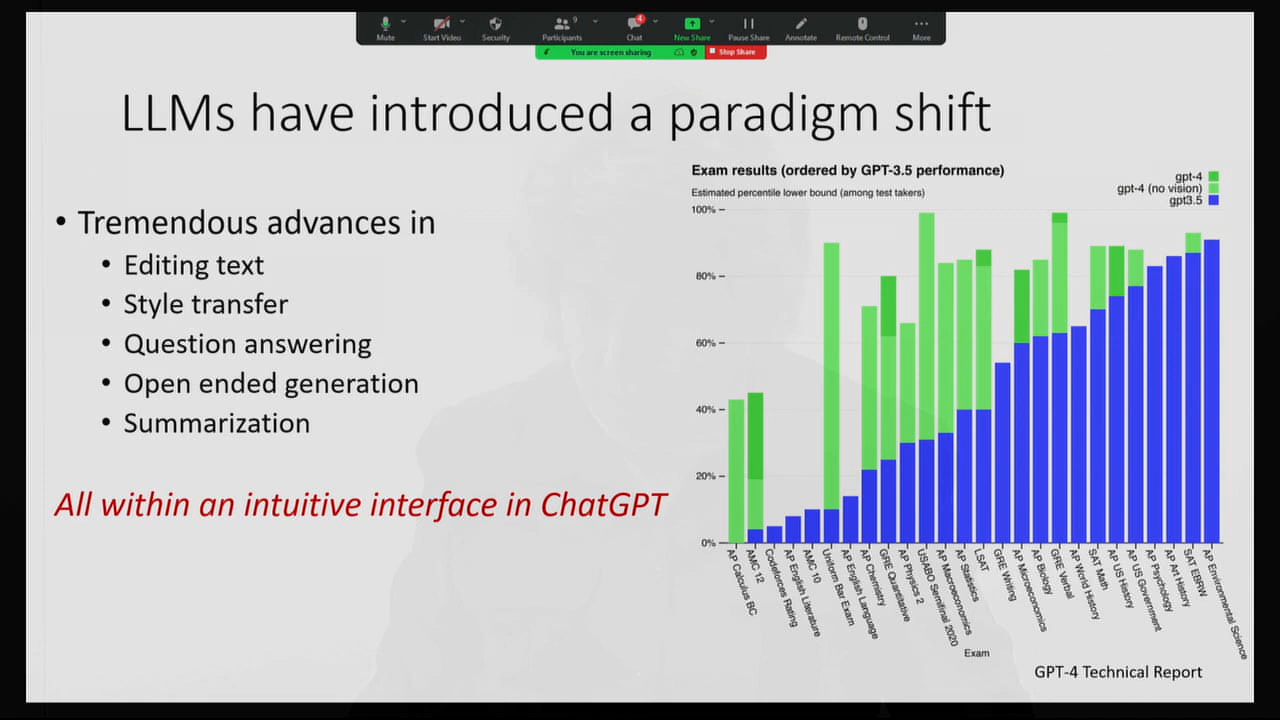 Mute
Start Video
Security
Participants
9
Chat
4
New Share
Pause Share
Annotate
Remote Control
More
You are screen sharing
Stop Share
LLMs have introduced a paradigm shift
• Tremendous advances in
• Editing text
• Style transfer
• Question answering
• Open ended generation
• Summarization
All within an intuitive interface in ChatGPT
Exam results (ordered by GPT-3.5 performance)
Estimated percentile lower bound (among test takers)
gpt-4
gpt-4 (no vision)
gpt3.5
100%
80%
60%
40%
20%
0%
AP Calculus BC
AMC 12
Codeforces Rating
AP English Literature
AMC 10
Uniform Bar Exam
AP English Language
AP Chemistry
GRE Quantitative
AP Physics 2
USABO Semifinal 2020
AP Macroeconomics
AP Statistics
LSAT
GRE Writing
AP Microeconomics
AP Biology
GRE Verbal
AP World History
SAT Math
AP US History
AP US Government
AP Psychology
AP Art History
SAT EBRW
AP Environmental Science
Exam
GPT-4 Technical Report